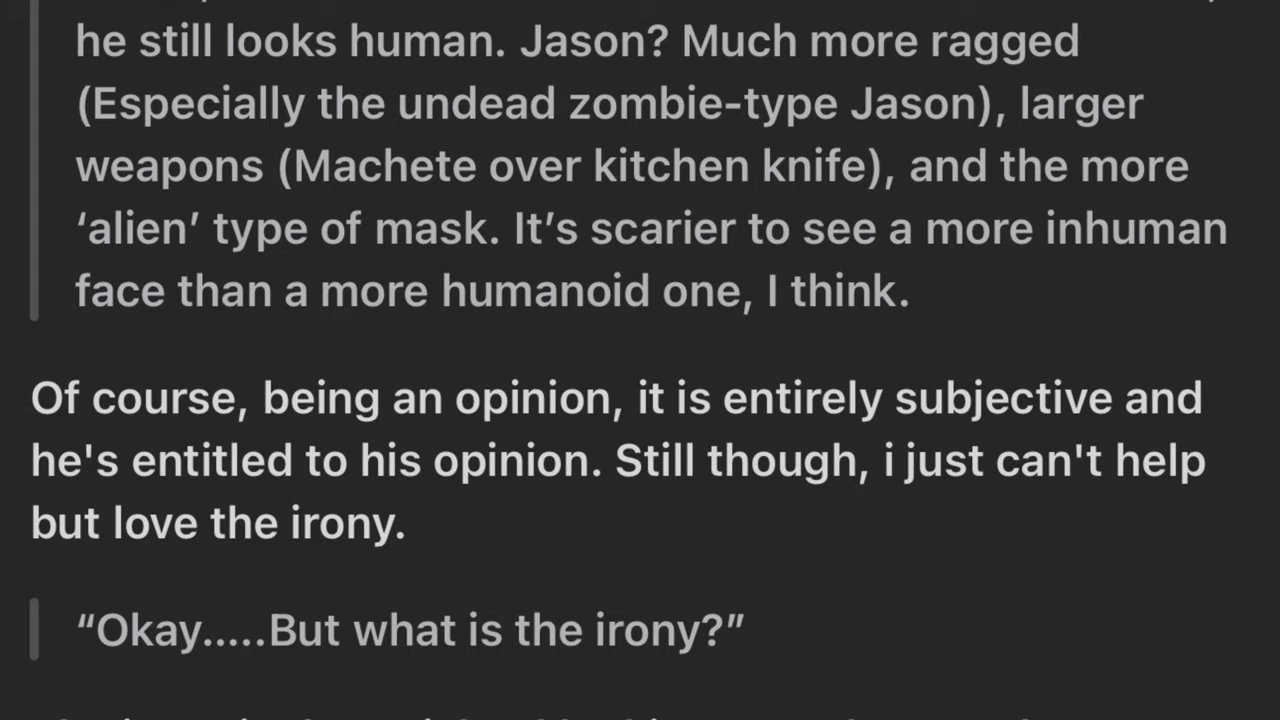 he still looks human. Jason? Much more ragged
(Especially the undead zombie-type Jason), larger
weapons (Machete over kitchen knife), and the more
‘alien’ type of mask. It’s scarier to see a more inhuman
face than a more humanoid one, I think.
Of course, being an opinion, it is entirely subjective and
he's entitled to his opinion. Still though, i just can't help
but love the irony.
“Okay.....But what is the irony?”